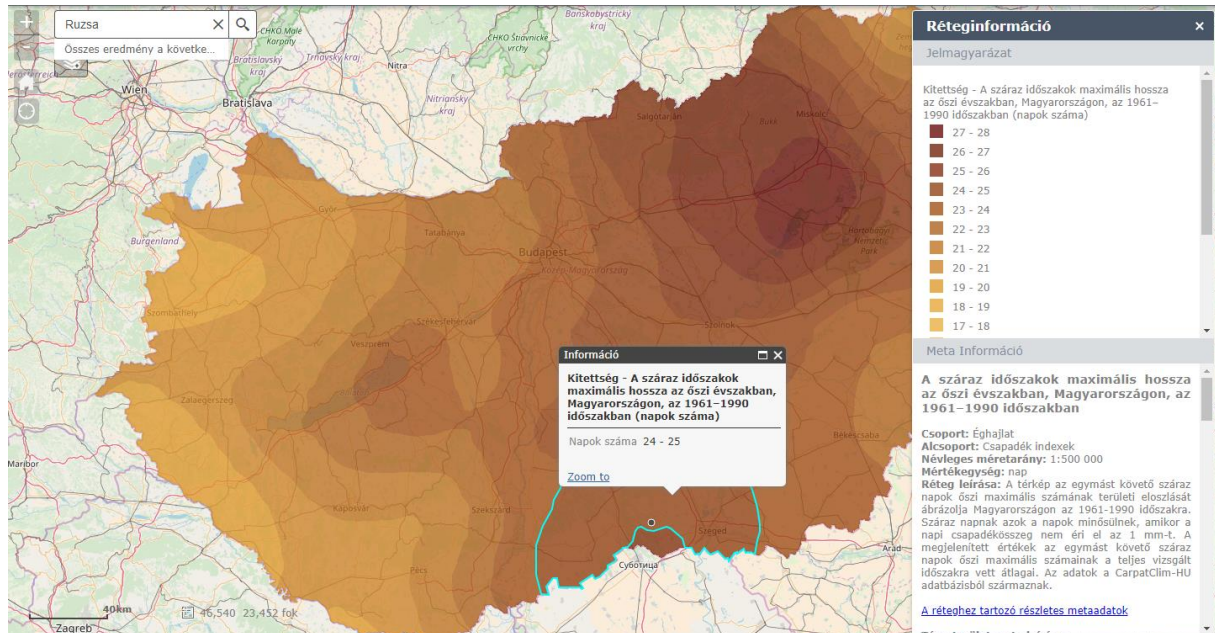 Ruzsa
Összes eredmény a követke...
CHKO Malé
Karpaty
Bratislavský
kraj
Trnavský kraj
Nitra
Nitriansky
kraj
CHKO Štiavnické
vrchy
Banskobystrický
kraj
Wien
Bratislava
Burgenland
Győr
Tatabánya
Budapest
Közép-Magyarország
Salgótarján
Bükk
Miskolc
Hortobágyi
Nemzeti
Park
Szombathely
Veszprém
Székesfehérvár
Szolnok
Zalaegerszeg
Békéscsaba
Maribor
Kaposvár
Szekszárd
Szeged
Pécs
Суботица
Arad
Zagreb
40km
46,540 23,452 fok
Információ
Kitettség - A száraz időszakok
maximális hossza az őszi évszakban,
Magyarországon, az 1961–1990
időszakban (napok száma)
Napok száma 24 - 25
Zoom to
Réteginformáció
Jelmagyarázat
Kitettség - A száraz időszakok maximális hossza
az őszi évszakban, Magyarországon, az 1961–
1990 időszakban (napok száma)
27 - 28
26 - 27
25 - 26
24 - 25
23 - 24
22 - 23
21 - 22
20 - 21
19 - 20
18 - 19
17 - 18
Meta Információ
A száraz időszakok maximális hossza
az őszi évszakban, Magyarországon, az
1961–1990 időszakban
Csoport: Éghajlat
Alcsoport: Csapadék indexek
Névleges méretarány: 1:500 000
Mértékegység: nap
Réteg leírása: A térkép az egymást követő száraz
napok őszi maximális számának területi eloszlását
ábrázolja Magyarországon az 1961-1990 időszakra.
Száraz napnak azok a napok minősülnek, amikor a
napi csapadékösszeg nem éri el az 1 mm-t. A
megjelenített értékek az egymást követő száraz
napok őszi maximális számainak a teljes vizsgált
időszakra vett átlagai. Az adatok a CarpatClim-HU
adatbázisból származnak.
A réteghez tartozó részletes metaadatok